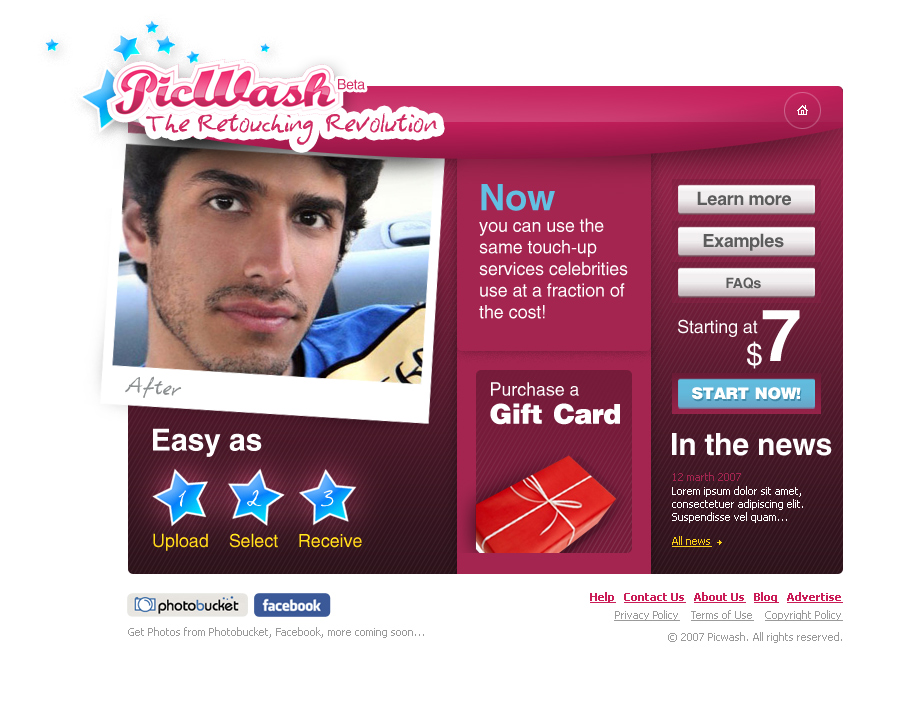 PicWash
Beta
The Retouching Revolution
After
Now
you can use the
same touch-up
services celebrities
use at a fraction of
the cost!
Learn more
Examples
FAQs
Starting at
$7
START NOW!
Purchase a
Gift Card
Easy as
1 2 3
Upload Select Receive
In the news
12 marth 2007
Lorem ipsum dolor sit amet,
consectetuer adipiscing elit.
Suspendisse vel quam...
All news
photobucket facebook
Get Photos from Photobucket, Facebook, more coming soon...
Help Contact Us About Us Blog Advertise
Privacy Policy Terms of Use Copyright Policy
© 2007 Picwash. All rights reserved.